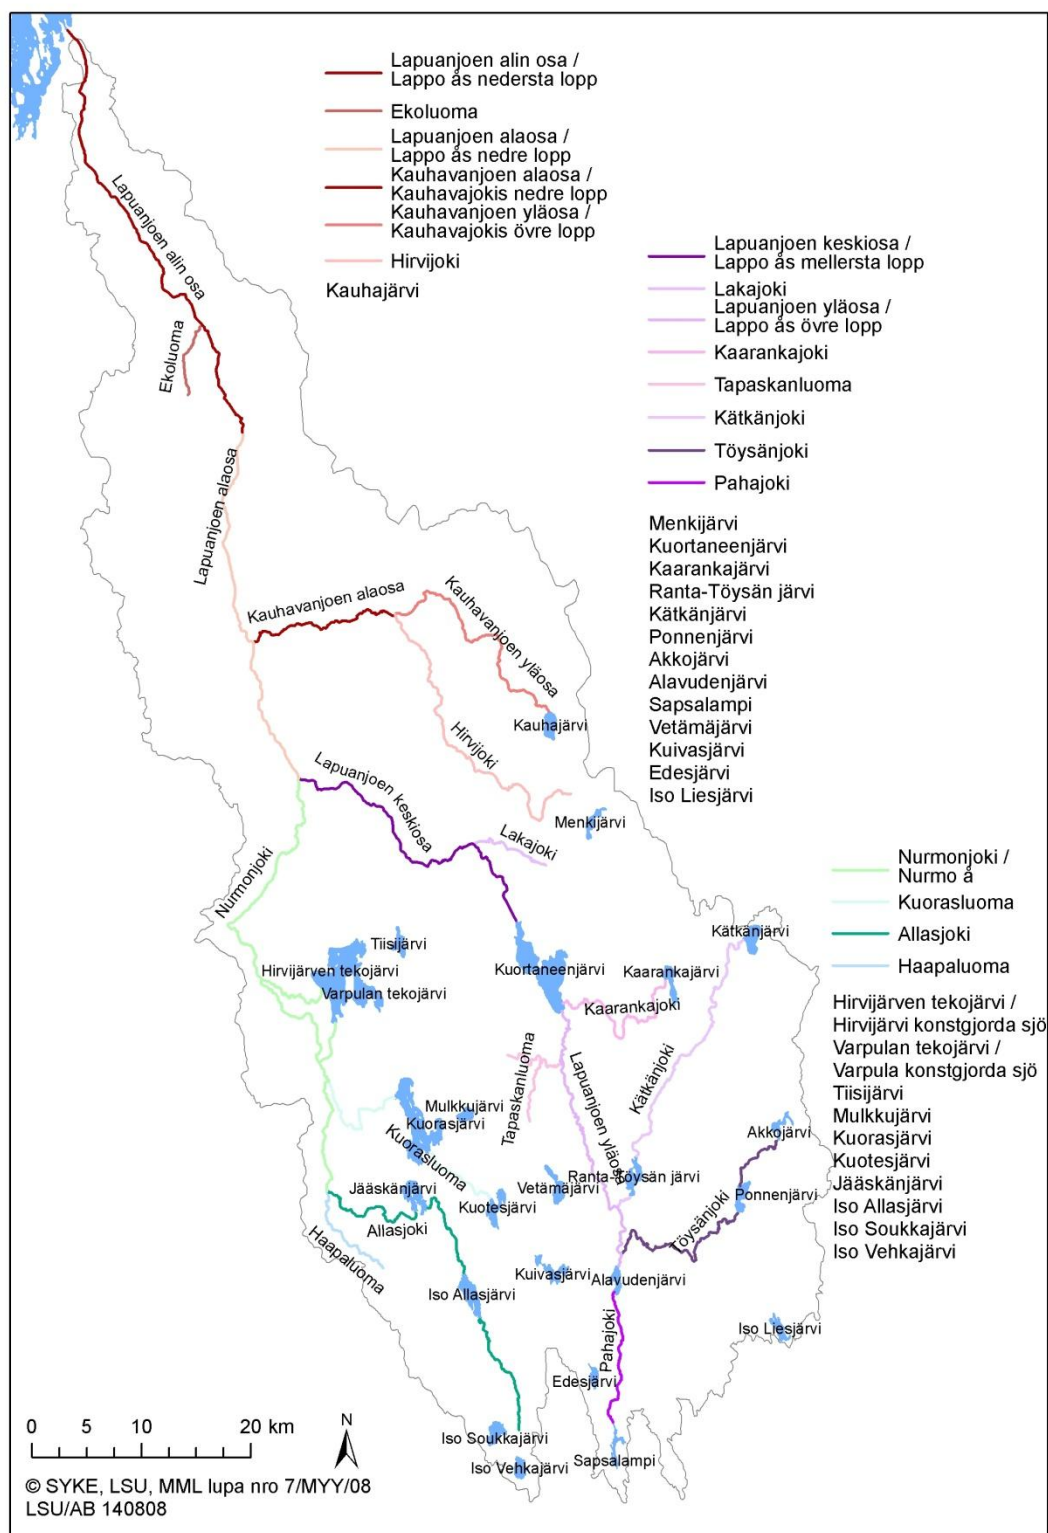 Lapuanjoen alin osa /
Lappo ås nedersta lopp
Ekoluoma
Lapuanjoen alaosa /
Lappo ås nedre lopp
Kauhavanjoen alaosa /
Kauhavajokis nedre lopp
Kauhavanjoen yläosa /
Kauhavajokis övre lopp
Hirvijoki
Kauhajärvi
Lapuanjoen keskiosa /
Lappo ås mellersta lopp
Lakajoki
Lapuanjoen yläosa /
Lappo ås övre lopp
Kaarankajoki
Tapaskanluoma
Kätkänjoki
Töysänjoki
Pahajoki
Menkijärvi
Kuortaneenjärvi
Kaarankajärvi
Ranta-Töysän järvi
Kätkänjärvi
Ponnenjärvi
Akkojärvi
Alavudenjärvi
Sapsalampi
Vetämäjärvi
Kuivasjärvi
Edesjärvi
Iso Liesjärvi
Nurmonjoki /
Nurmo å
Kuorasluoma
Allasjoki
Haapaluoma
Hirvijärven tekojärvi /
Hirvijärvi konstgjorda sjö
Varpulan tekojärvi /
Varpula konstgjorda sjö
Tiisijärvi
Mulkkujärvi
Kuorasjärvi
Kuotesjärvi
Jääskänjärvi
Iso Allasjärvi
Iso Soukkajärvi
Iso Vehkajärvi
Lapuanjoen alin osa
Ekoluoma
Lapuanjoen alaosa
Kauhavanjoen alaosa
Kauhavanjoen yläosa
Kauhajärvi
Hirvijoki
Lapuanjoen keskiosa
Menkijärvi
Lakajoki
Nurmonjoki
Tiisijärvi
Hirvijärven tekojärvi
Varpulan tekojärvi
Kuortaneenjärvi
Kätkänjärvi
Kaarankajärvi
Kaarankajoki
Tapaskanluoma
Lapuanjoen yläosa
Kätkänjoki
Mulkkujärvi
Kuorasjärvi
Akkojärvi
Kuorasluoma
Jääskänjärvi
Vetämäjärvi
Ranta-Töysän järvi
Ponnenjärvi
Kuotesjärvi
Allasjoki
Töysänjoki
Haapaluoma
Kuivasjärvi
Alavudenjärvi
Iso Allasjärvi
Iso Liesjärvi
Pahajoki
Edesjärvi
Iso Soukkajärvi
Sapsalampi
Iso Vehkajärvi
0 5 10 20 km
N
© SYKE, LSU, MML lupa nro 7/MYY/08
LSU/AB 140808